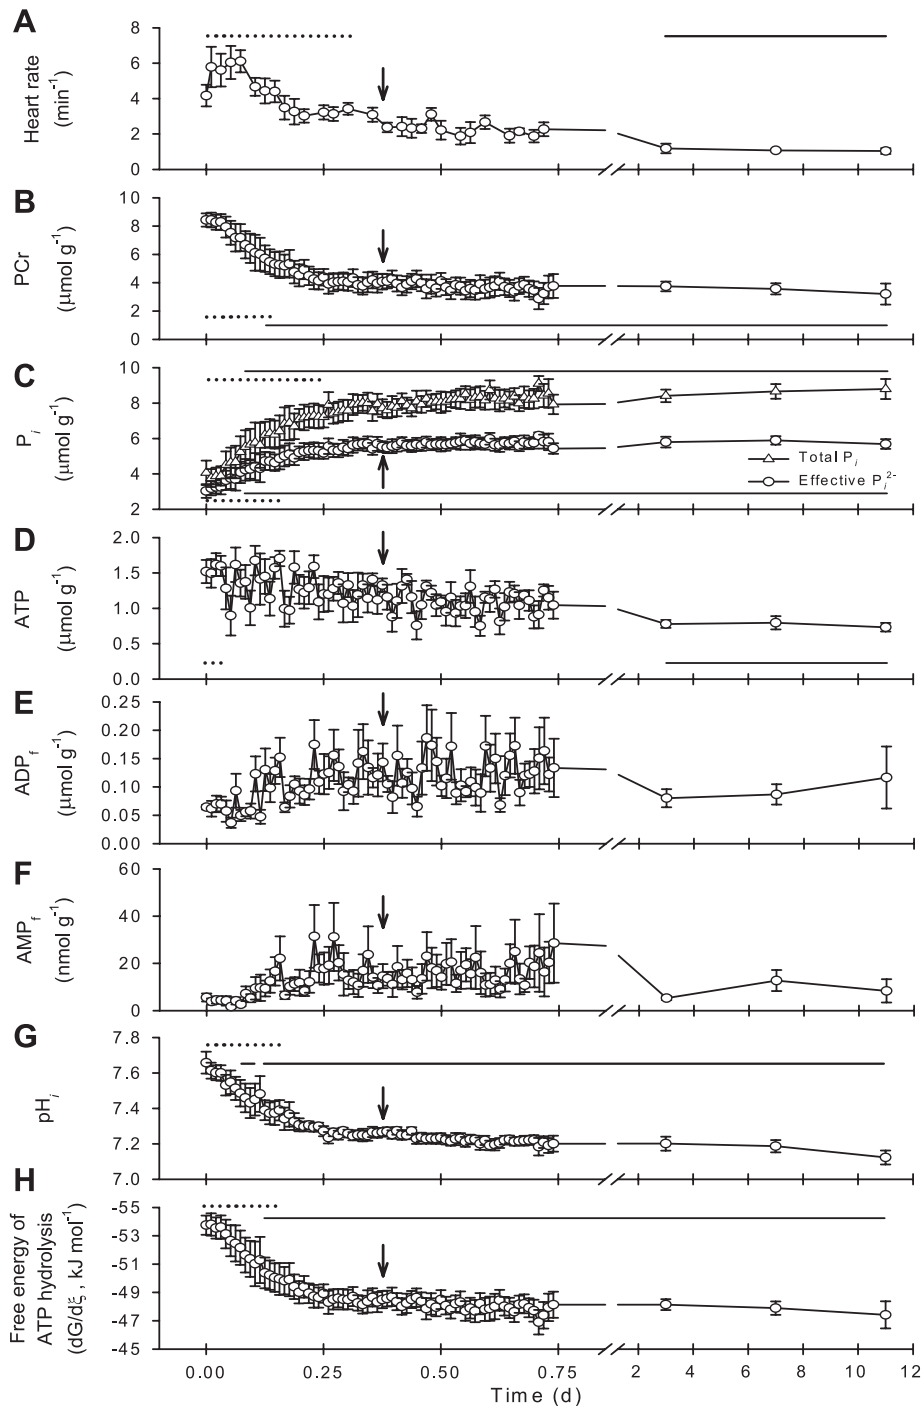 A
Heart rate
(min⁻¹)
8
6
4
2
0
B
PCr
(μmol g⁻¹)
10
8
6
4
2
0
C
Pᵢ
(μmol g⁻¹)
10
8
6
4
2
Total Pᵢ
Effective Pᵢ²⁻
D
ATP
(μmol g⁻¹)
2.0
1.5
1.0
0.5
0.0
E
ADP_f
(μmol g⁻¹)
0.25
0.20
0.15
0.10
0.05
0.00
F
AMP_f
(nmol g⁻¹)
60
40
20
0
G
pHᵢ
7.8
7.6
7.4
7.2
7.0
H
Free energy of
ATP hydrolysis
(dG/dξ , kJ mol⁻¹)
-55
-53
-51
-49
-47
-45
0.00 0.25 0.50 0.75 2 4 6 8 10 12
Time (d)